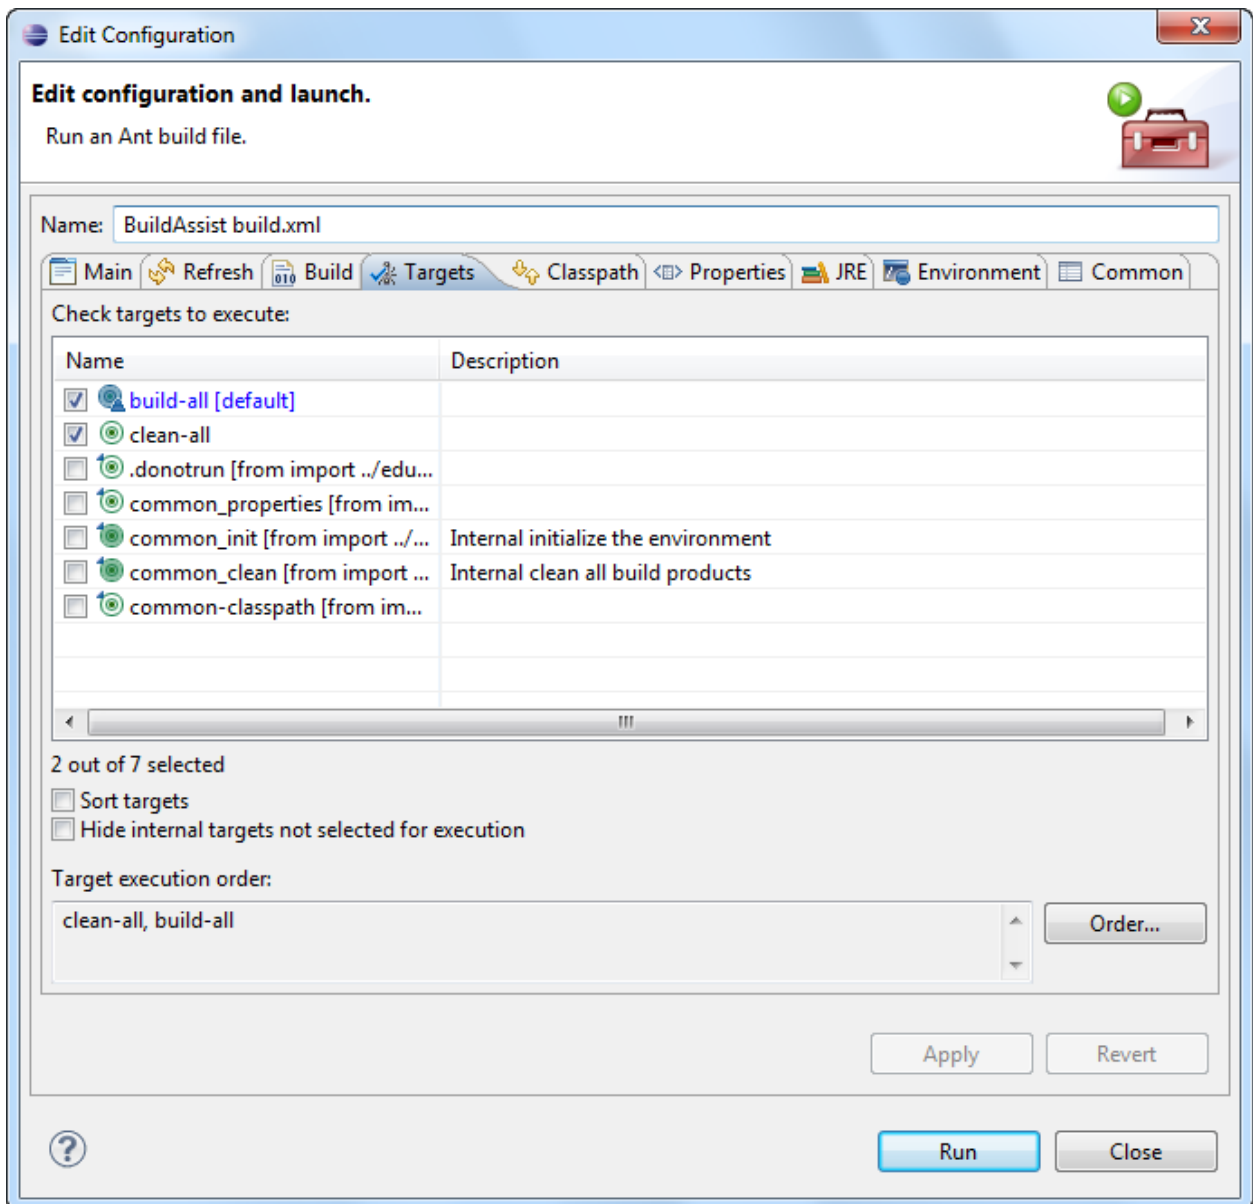 Edit Configuration
Edit configuration and launch.
Run an Ant build file.
Name: BuildAssist build.xml
Main Refresh Build Targets Classpath Properties JRE Environment Common
Check targets to execute:
Name Description
build-all [default]
clean-all
.donotrun [from import ../edu...
common_properties [from im...
common_init [from import ../... Internal initialize the environment
common_clean [from import ... Internal clean all build products
common-classpath [from im...
2 out of 7 selected
Sort targets
Hide internal targets not selected for execution
Target execution order:
clean-all, build-all
Order...
Apply Revert
Run Close